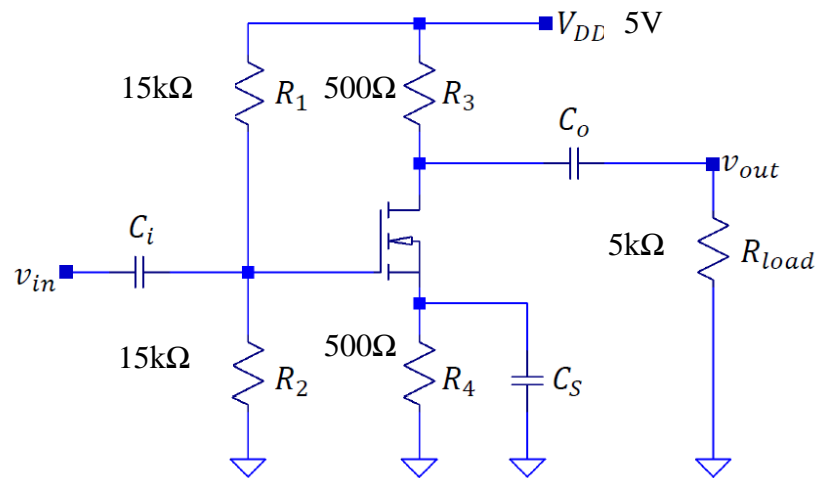 V_DD 5V
15kΩ R_1 500Ω R_3
C_o
v_out
C_i
5kΩ R_load
v_in
15kΩ R_2 500Ω R_4 C_S